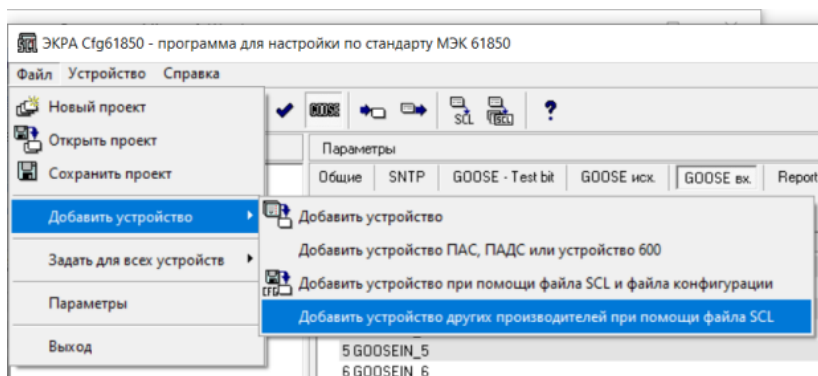 ЭКРА Cfg61850 - программа для настройки по стандарту МЭК 61850
Файл Устройство Справка
Новый проект
GOOSE SCL SCL ?
Открыть проект
Параметры
Сохранить проект
Общие SNTP GOOSE - Test bit GOOSE исх. GOOSE вх. Report
Добавить устройство
Добавить устройство
Добавить устройство ПАС, ПАДС или устройство 600
Задать для всех устройств
CFG Добавить устройство при помощи файла SCL и файла конфигурации
Параметры
Добавить устройство других производителей при помощи файла SCL
Выход
5 GOOSEIN_5
6 GOOSEIN_6